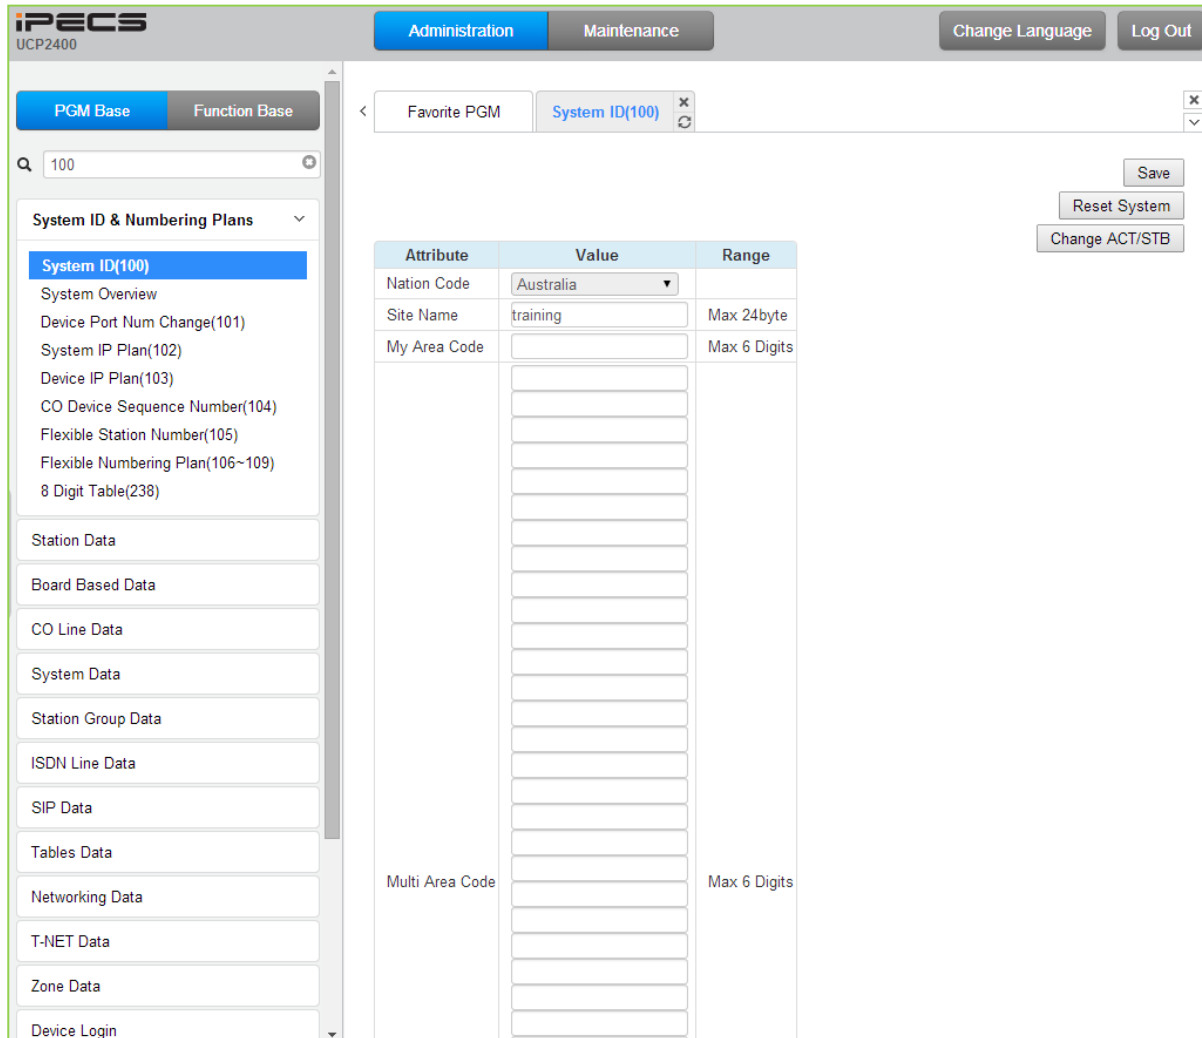 iPECS
UCP2400
Administration
Maintenance
Change Language
Log Out
PGM Base
Function Base
100
System ID & Numbering Plans
System ID(100)
System Overview
Device Port Num Change(101)
System IP Plan(102)
Device IP Plan(103)
CO Device Sequence Number(104)
Flexible Station Number(105)
Flexible Numbering Plan(106~109)
8 Digit Table(238)
Station Data
Board Based Data
CO Line Data
System Data
Station Group Data
ISDN Line Data
SIP Data
Tables Data
Networking Data
T-NET Data
Zone Data
Device Login
Favorite PGM
System ID(100)
Save
Reset System
Change ACT/STB
Attribute Value Range
Nation Code Australia
Site Name training Max 24byte
My Area Code Max 6 Digits
Multi Area Code Max 6 Digits